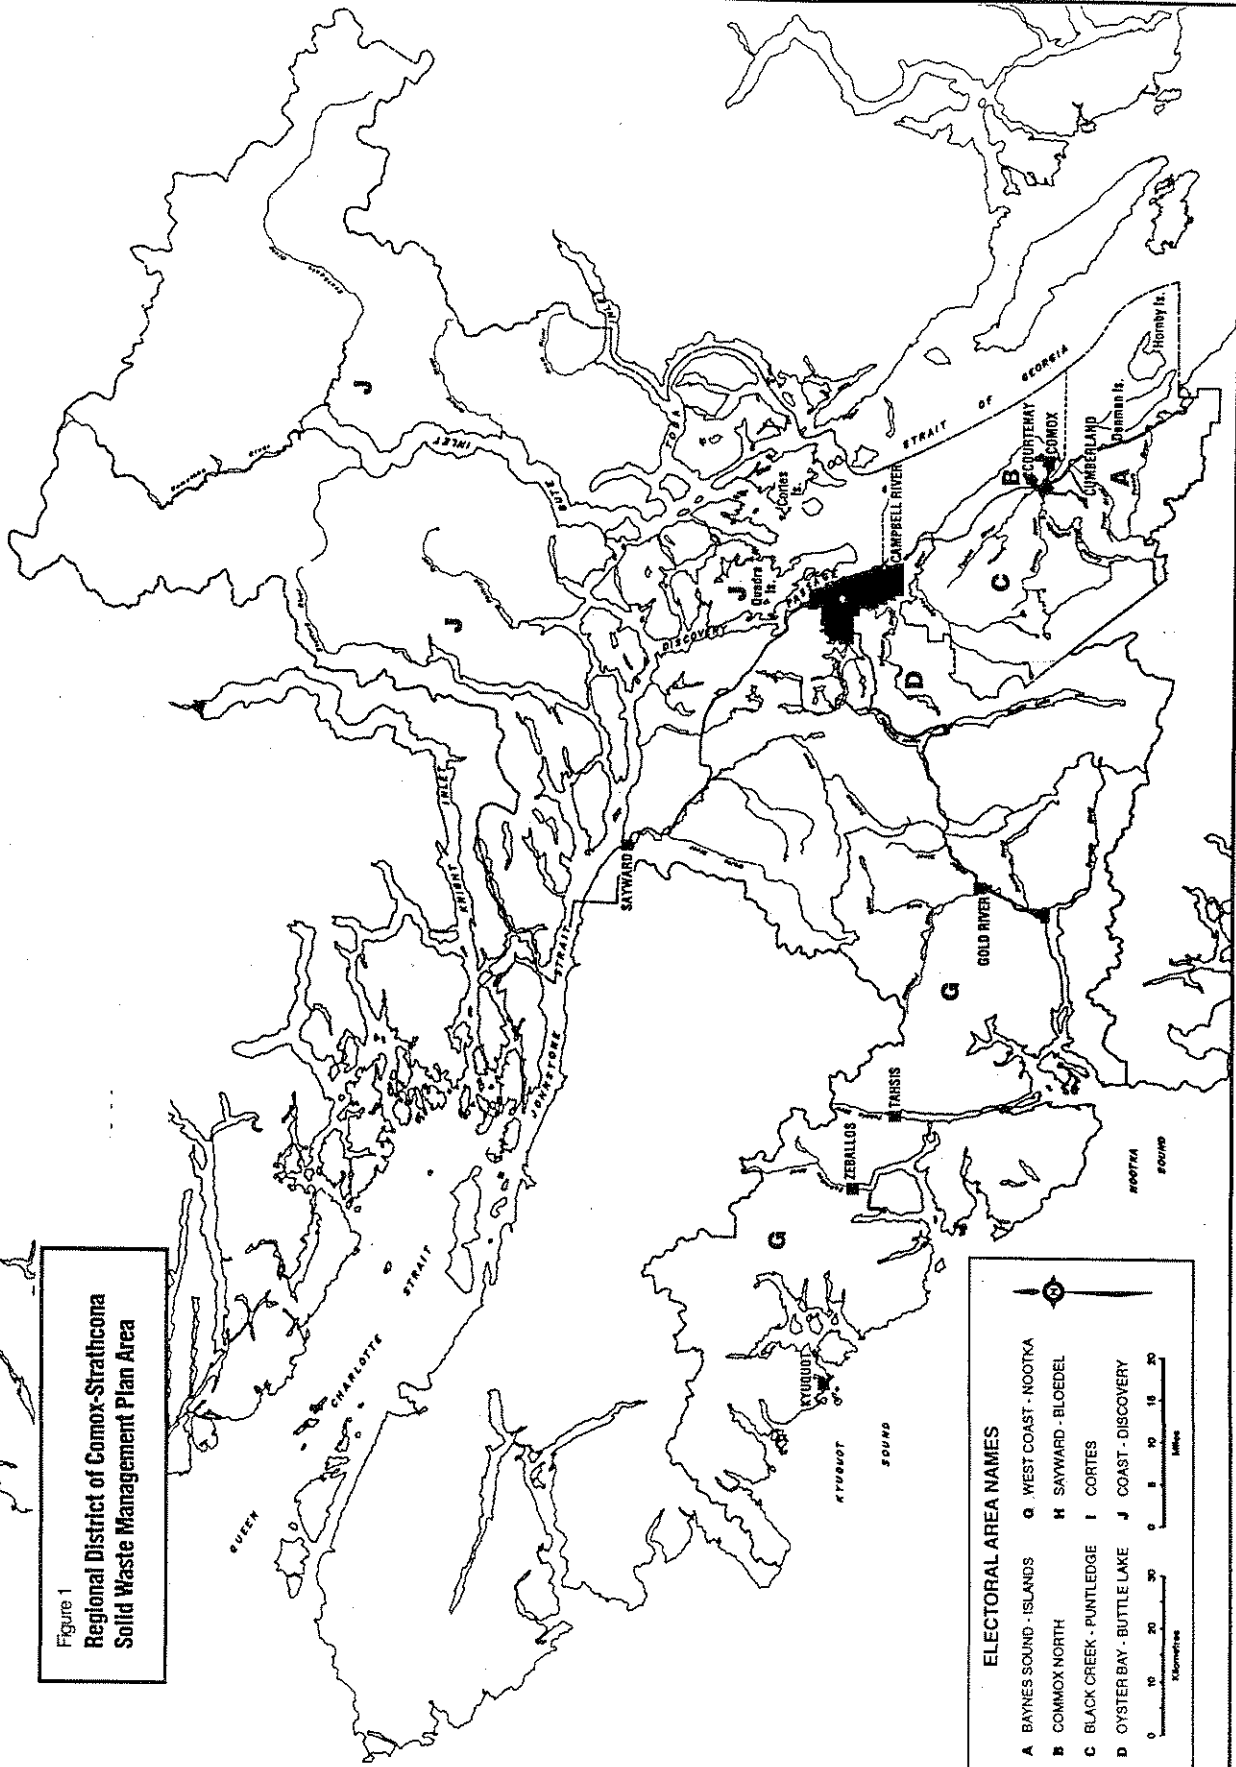 Figure 1
Regional District of Comox-Strathcona
Solid Waste Management Plan Area
QUEEN
CHARLOTTE
STRAIT
JOHNSTONE
STRAIT
KNIGHT
INLET
BUTE
INLET
TOBA
INLET
J
J
J
DISCOVERY
PASSAGE
Quadra
Is.
Cortes
Is.
STRAIT
OF
GEORGIA
SAYWARD
CAMPBELL RIVER
D
C
B
COURTENAY
COMOX
CUMBERLAND
A
Denman Is.
Hornby Is.
GOLD RIVER
G
TAHSIS
ZEBALLOS
G
KYUQUOT
KYUQUOT
SOUND
NOOTKA
SOUND
ELECTORAL AREA NAMES
A BAYNES SOUND - ISLANDS
B COMMOX NORTH
C BLACK CREEK - PUNTLEDGE
D OYSTER BAY - BUTTLE LAKE
G WEST COAST - NOOTKA
H SAYWARD - BLOEDEL
I CORTES
J COAST - DISCOVERY
N
0 10 20 30
Kilometres
0 5 10 15 20
Miles